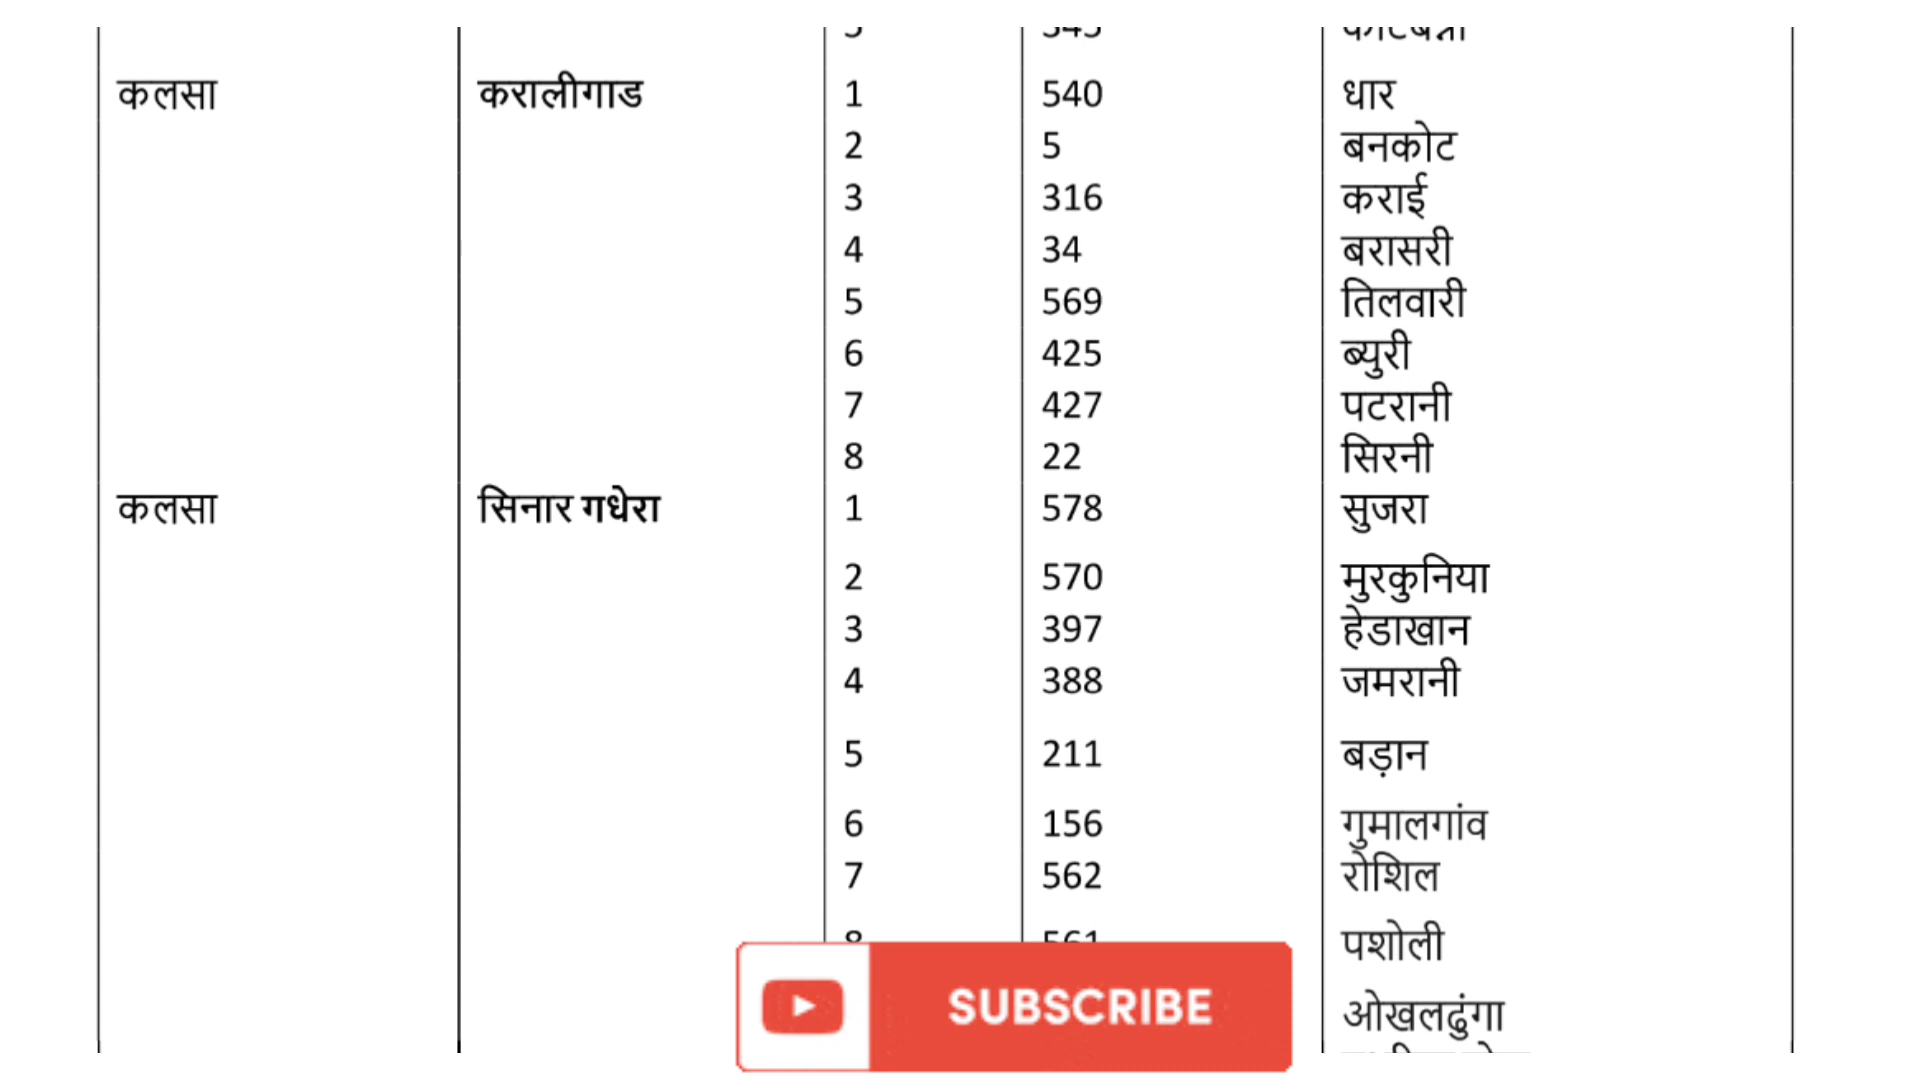 कलसा करालीगाड 1 540 धार
2 5 बनकोट
3 316 कराई
4 34 बरासरी
5 569 तिलवारी
6 425 ब्युरी
7 427 पटरानी
8 22 सिरनी
कलसा सिनार गधेरा 1 578 सुजरा
2 570 मुरकुनिया
3 397 हेडाखान
4 388 जमरानी
5 211 बड़ान
6 156 गुमालगांव
7 562 रोशिल
8 561 पशोली
SUBSCRIBE
ओखलढुंगा